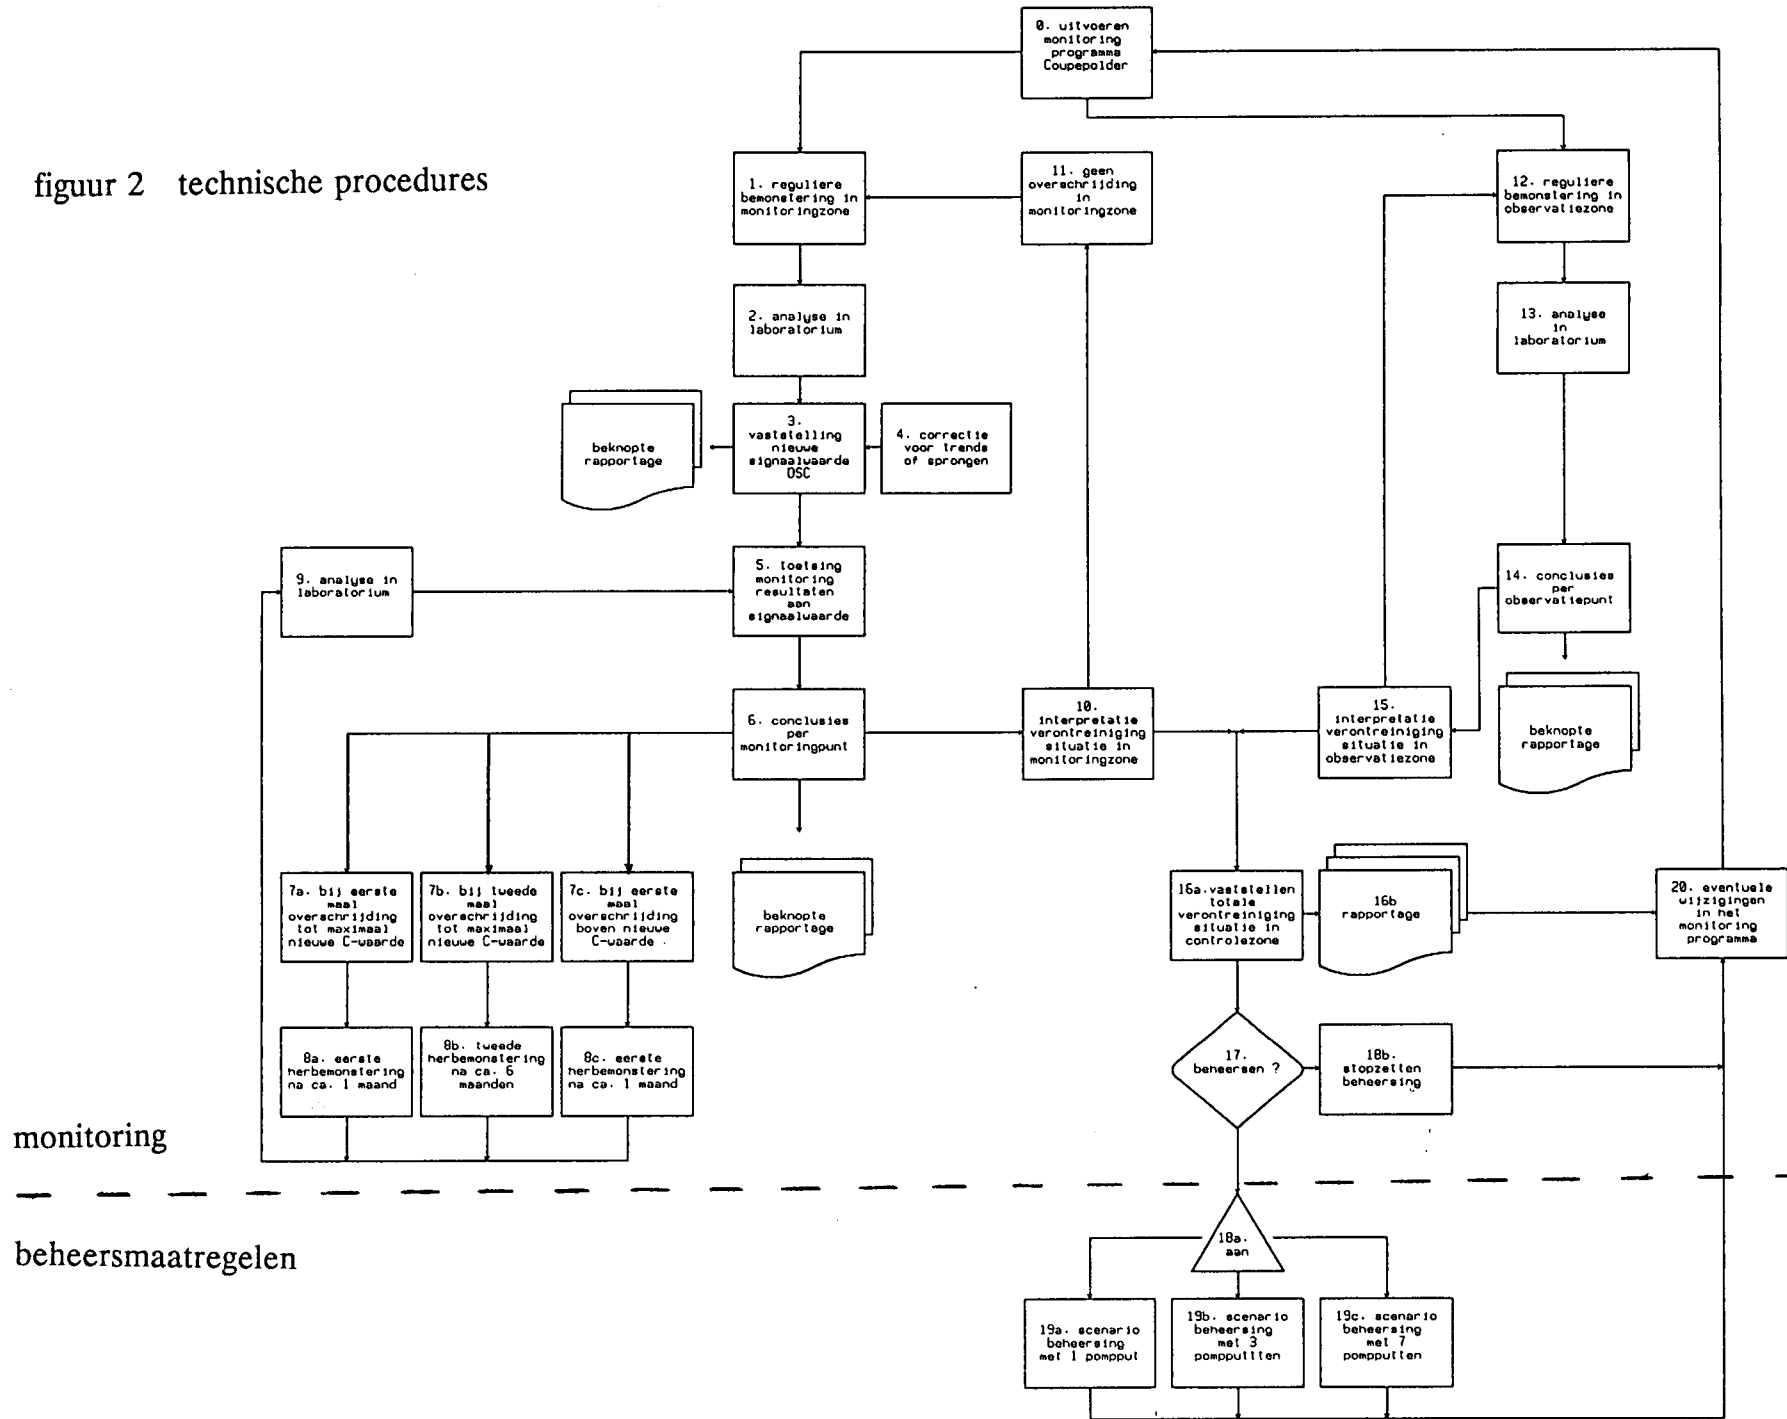 0. uitvoeren
monitoring
programma
Coupepolder
figuur 2 technische procedures
1. reguliere
bemonstering in
monitoringzone
11. geen
overschrijding
in
monitoringzone
12. reguliere
bemonstering in
observatiezone
2. analyse in
laboratorium
13. analyse
in
laboratorium
beknopte
rapportage
3.
vaststelling
nieuwe
signaalwaarde
DSC
4. correctie
voor trends
of sprongen
9. analyse in
laboratorium
5. toetsing
monitoring
resultaten
aan
signaalwaarde
14. conclusies
per
observatiepunt
6. conclusies
per
monitoringpunt
10.
interpretatie
verontreiniging
situatie in
monitoringzone
15.
interpretatie
verontreiniging
situatie in
observatiezone
beknopte
rapportage
7a. bij eerste
maal
overschrijding
tot maximaal
nieuwe C-waarde
7b. bij tweede
maal
overschrijding
tot maximaal
nieuwe C-waarde
7c. bij eerste
maal
overschrijding
boven nieuwe
C-waarde
beknopte
rapportage
16a.vaststellen
totale
verontreiniging
situatie in
controlezone
16b
rapportage
20. eventuele
wijzigingen
in het
monitoring
programma
8a. eerste
herbemonstering
na ca. 1 maand
8b. tweede
herbemonstering
na ca. 6
maanden
8c. eerste
herbemonstering
na ca. 1 maand
17.
beheersen ?
18b.
stopzetten
beheersing
monitoring
beheersmaatregelen
18a.
aan
19a. scenario
beheersing
met 1 pompput
19b. scenario
beheersing
met 3
pompputtten
19c. scenario
beheersing
met 7
pompputten